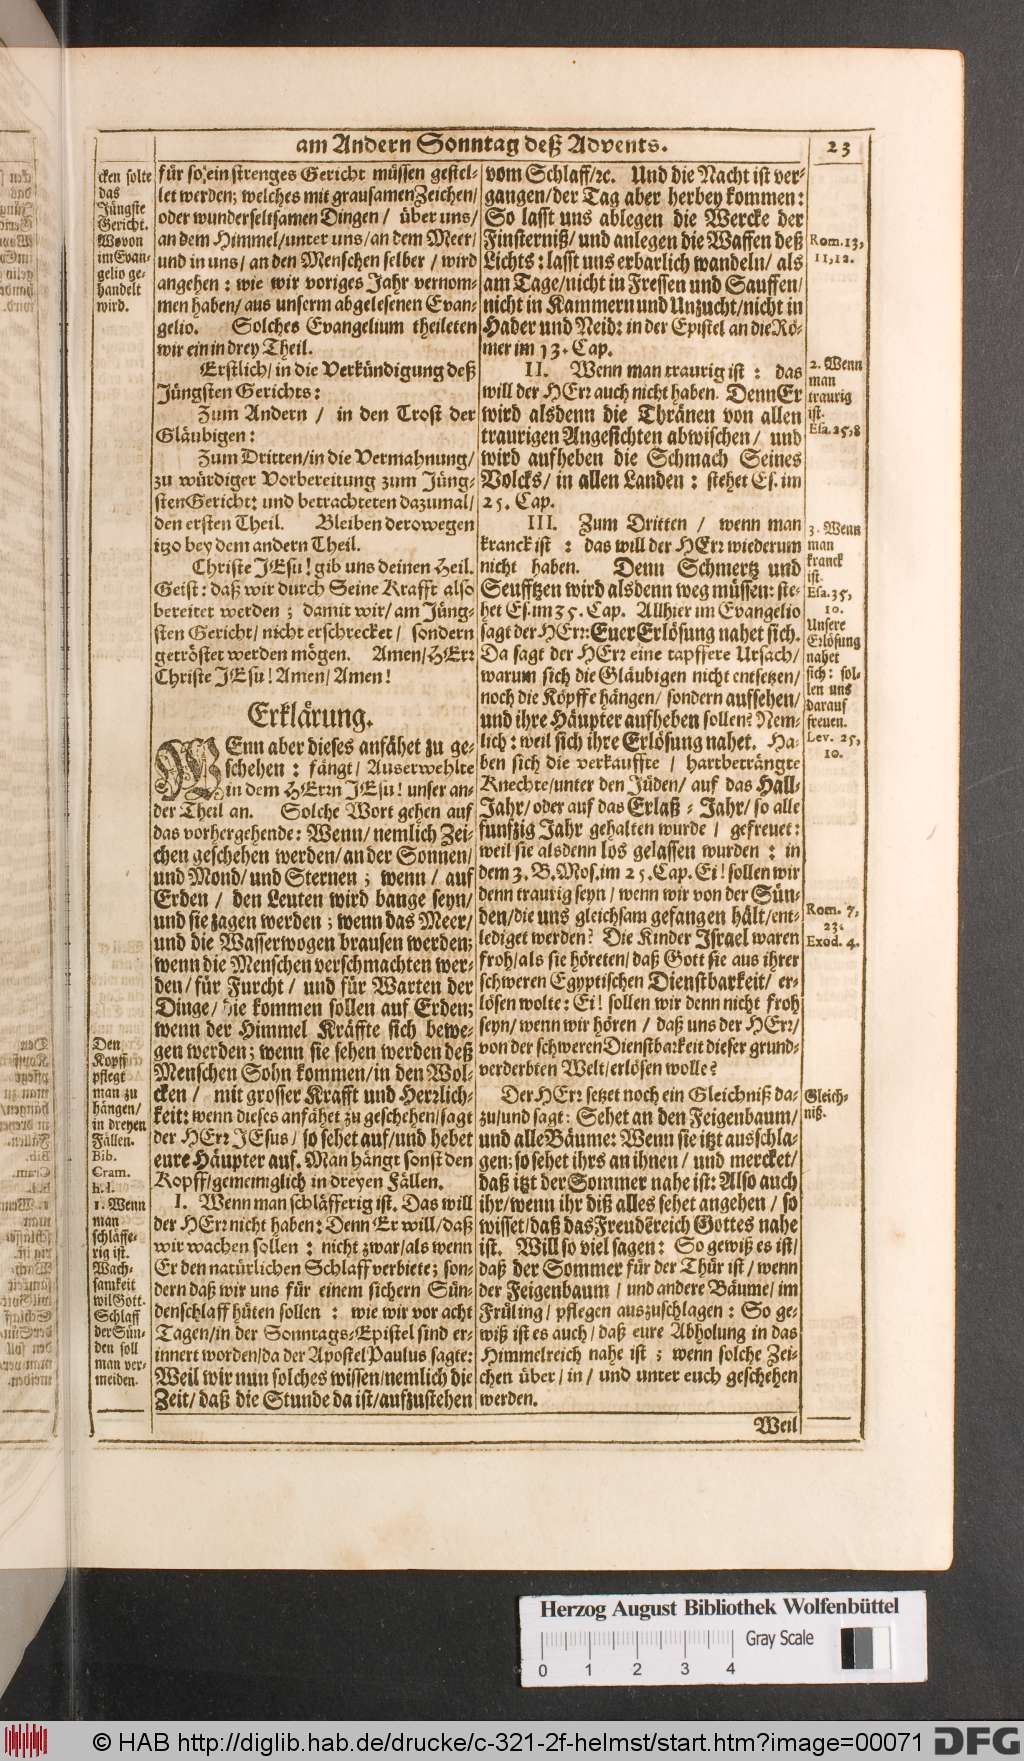 am Andern Sonntag deß Advents.
23
cken solte
das
Jüngste
Gericht.
Wovon
im Evan-
gelio ge-
handelt
wird.
für so ein strenges Gericht müssen gestel-
let werden; welches mit grausamen Zeichen/
oder wunderseltsamen Dingen / über uns/
an dem Himmel/unter uns/an dem Meer/
und in uns/ an den Menschen selber / wird
angehen: wie wir voriges Jahr vernom-
men haben/ aus unserm abgelesenen Evan-
gelio. Solches Evangelium theileten
wir ein in drey Theil.
Erstlich/ in die Verkündigung deß
Jüngsten Gerichts:
Zum Andern / in den Trost der
Gläubigen:
Zum Dritten/in die Vermahnung/
zu würdiger Vorbereitung zum Jüng-
sten Gericht: und betrachteten dazumal/
den ersten Theil. Bleiben derowegen
itzo bey dem andern Theil.
Christe JEsu! gib uns deinen Heil.
Geist: daß wir durch Seine Krafft also
bereitet werden; damit wir/ am Jüng-
sten Gericht/ nicht erschrecket/ sondern
getröstet werden mögen. Amen/ HErr
Christe JEsu! Amen/ Amen!
Erklärung.
WEnn aber dieses anfähet zu ge-
schehen: fängt/ Auserwehlte
in dem HErrn JEsu! unser an-
der Theil an. Solche Wort gehen auf
das vorhergehende: Wenn/ nemlich Zei-
chen geschehen werden/ an der Sonnen/
und Mond/ und Sternen; wenn/ auf
Erden / den Leuten wird bange seyn/
und sie zagen werden; wenn das Meer/
und die Wasserwogen brausen werden;
wenn die Menschen verschmachten wer-
den/ für Furcht/ und für Warten der
Dinge/ die kommen sollen auf Erden;
wenn der Himmel Kräffte sich bewe-
gen werden; wenn sie sehen werden deß
Menschen Sohn kommen/ in den Wol-
cken / mit grosser Krafft und Herrlich-
keit: wenn dieses anfähet zu geschehen/sagt
der HErr JEsus/ so sehet auf/ und hebet
eure Häupter auf. Man hängt sonst den
Kopff/gemeiniglich in dreyen Fällen.
I. Wenn man schläfferig ist. Das will
der HErr nicht haben: Denn Er will/daß
wir wachen sollen: nicht zwar/als wenn
Er den natürlichen Schlaff verbiete; son-
dern daß wir uns für einem sichern Sün-
denschlaff hüten sollen : wie wir vor acht
Tagen/in der Sonntags-Epistel sind er-
innert worden/da der Apostel Paulus sagte:
Weil wir nun solches wissen/nemlich die
Zeit/ daß die Stunde da ist/aufzustehen
Den
Kopff
pflegt
man zu
hängen/
in dreyen
Fällen.
Bib.
Cram.
h. l.
1. Wenn
man
schläffe-
rig ist.
Wach-
samkeit
wil Gott.
Schlaff
der Sün-
den soll
man ver-
meiden.
vom Schlaff/ꝛc. Und die Nacht ist ver-
gangen/der Tag aber herbey kommen:
So lasst uns ablegen die Wercke der
Finsterniß/ und anlegen die Waffen deß
Lichts: lasst uns erbarlich wandeln/ als
am Tage/nicht in Fressen und Sauffen/
nicht in Kammern und Unzucht/nicht in
Hader und Neid: in der Epistel an die Rö-
mer im 13. Cap.
II. Wenn man traurig ist : das
will der HErr auch nicht haben. Denn Er
wird alsdenn die Thränen von allen
traurigen Angesichten abwischen/ und
wird aufheben die Schmach Seines
Volcks/ in allen Landen: stehet Es. im
25. Cap.
III. Zum Dritten / wenn man
kranck ist : das will der HErr wiederum
nicht haben. Denn Schmertz und
Seufftzen wird alsdenn weg müssen: ste-
het Es. im 35. Cap. Allhier im Evangelio
sagt der HErr: Euer Erlösung nahet sich.
Da sagt der HErr eine tapffere Ursach/
warum sich die Gläubigen nicht entsetzen/
noch die Köpffe hängen/ sondern aufsehen/
und ihre Häupter aufheben sollen? Nem-
lich: weil sich ihre Erlösung nahet. Ha-
ben sich die verkauffte / hartbeträngte
Knechte/unter den Jüden/ auf das Hall-
Jahr/ oder auf das Erlaß-Jahr/ so alle
funfzig Jahr gehalten wurde / gefreuet:
weil sie alsdenn los gelassen wurden: in
dem 3. B. Mos. im 25. Cap. Ei! sollen wir
denn traurig seyn/ wenn wir von der Sün-
den/die uns gleichsam gefangen hält/ent-
lediget werden? Die Kinder Israel waren
froh/als sie höreten/ daß Gott sie aus ihrer
schweren Egyptischen Dienstbarkeit/ er-
lösen wolte: Ei! sollen wir denn nicht froh
seyn/ wenn wir hören / daß uns der HErr/
von der schweren Dienstbarkeit dieser grund-
verderbten Welt/erlösen wolle?
Der HErr setzet noch ein Gleichniß da-
zu/und sagt: Sehet an den Feigenbaum/
und alle Bäume: Wenn sie itzt ausschla-
gen; so sehet ihrs an ihnen/ und mercket/
daß itzt der Sommer nahe ist: Also auch
ihr/wenn ihr diß alles sehet angehen/ so
wisset/ daß das Freudēreich Gottes nahe
ist. Will so viel sagen: So gewiß es ist/
daß der Sommer für der Thür ist/ wenn
der Feigenbaum / und andere Bäume/ im
Früling/ pflegen auszuschlagen: So ge-
wiß ist es auch/ daß eure Abholung in das
Himmelreich nahe ist; wenn solche Zei-
chen über/ in/ und unter euch geschehen
werden.
Weil
Rom. 13,
11, 12.
2. Wenn
man
traurig
ist.
Esa. 25, 8
3. Wenn
man
kranck
ist.
Esa. 35,
10.
Unsere
Erlösung
nahet
sich: sol-
len uns
darauf
freuen.
Lev. 25,
10.
Rom. 7,
23.
Exod. 4.
Gleich-
niß.
Herzog August Bibliothek Wolfenbüttel
Gray Scale
0 1 2 3 4
© HAB http://diglib.hab.de/drucke/c-321-2f-helmst/start.htm?image=00071
DFG